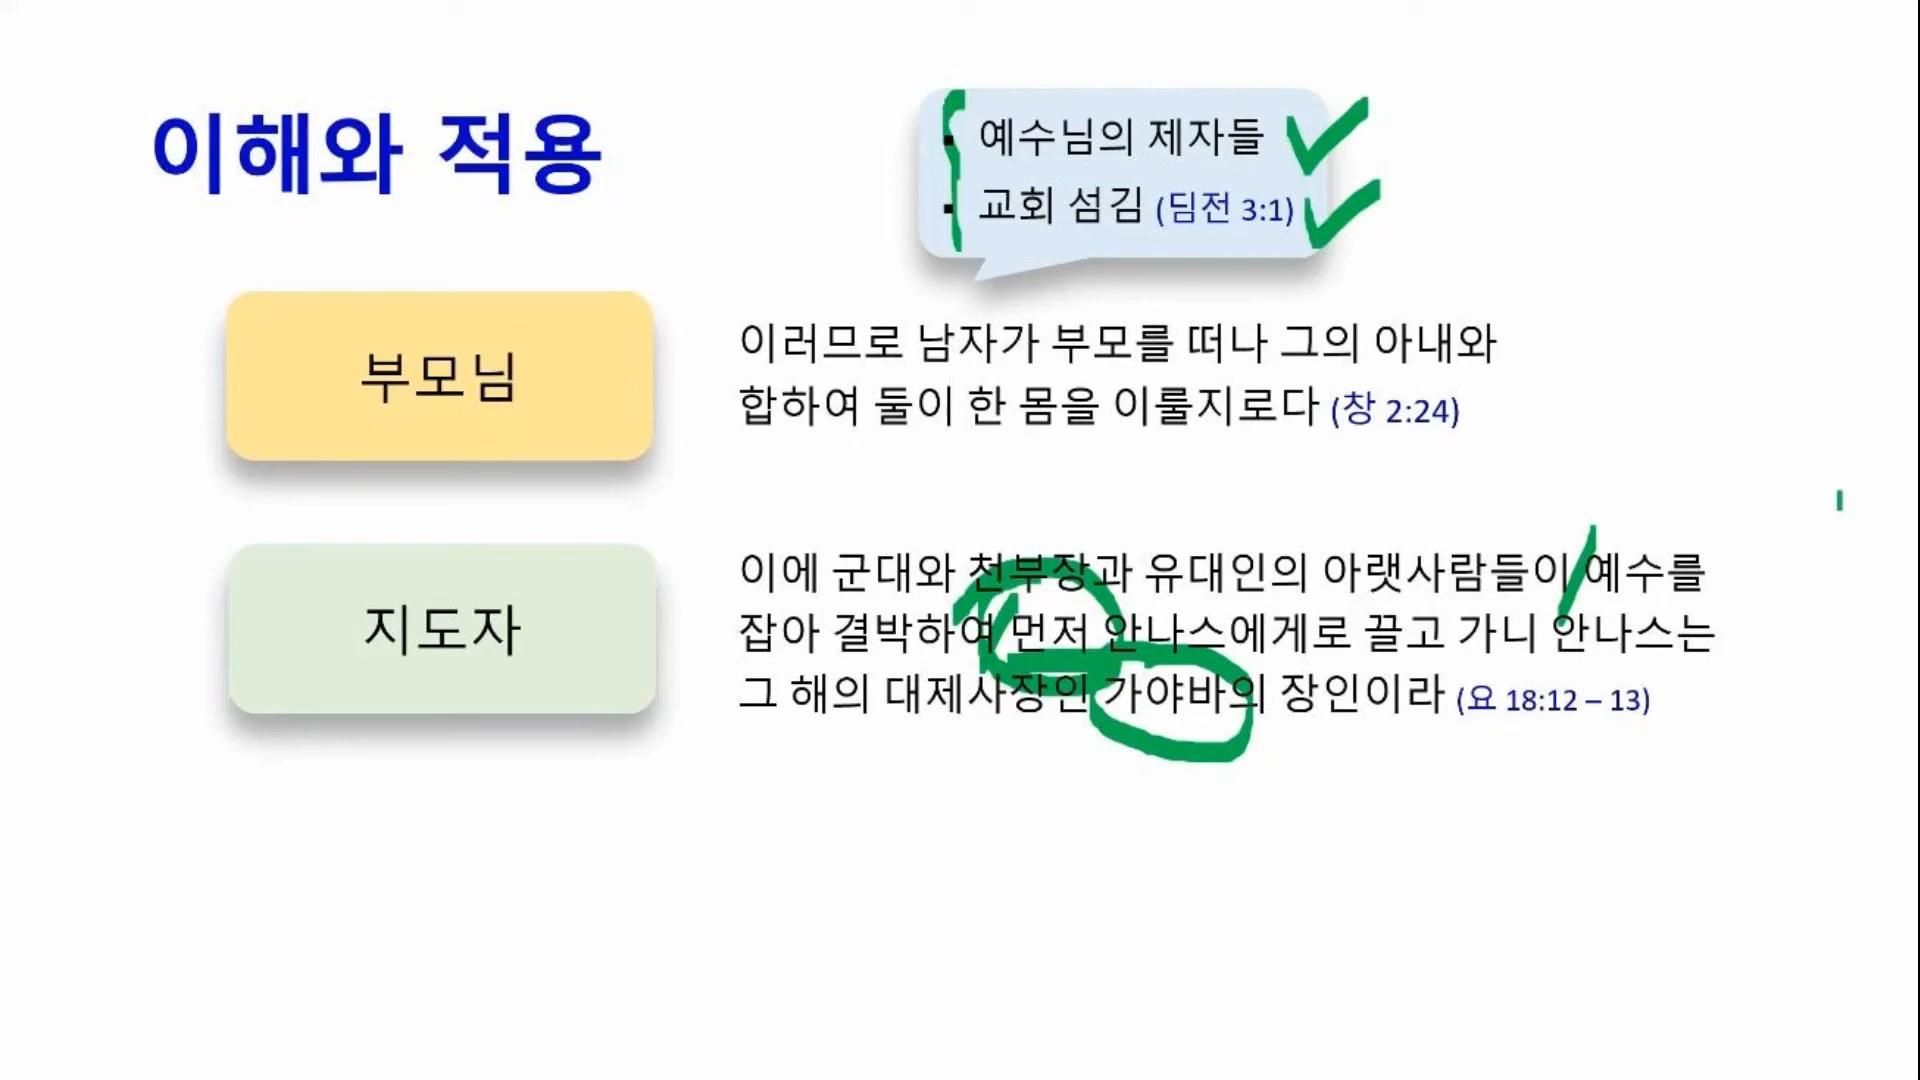 이해와 적용
▪ 예수님의 제자들
▪ 교회 섬김 (딤전 3:1)
부모님
이러므로 남자가 부모를 떠나 그의 아내와
합하여 둘이 한 몸을 이룰지로다 (창 2:24)
지도자
이에 군대와 천부장과 유대인의 아랫사람들이 예수를
잡아 결박하여 먼저 안나스에게로 끌고 가니 안나스는
그 해의 대제사장인 가야바의 장인이라 (요 18:12 – 13)